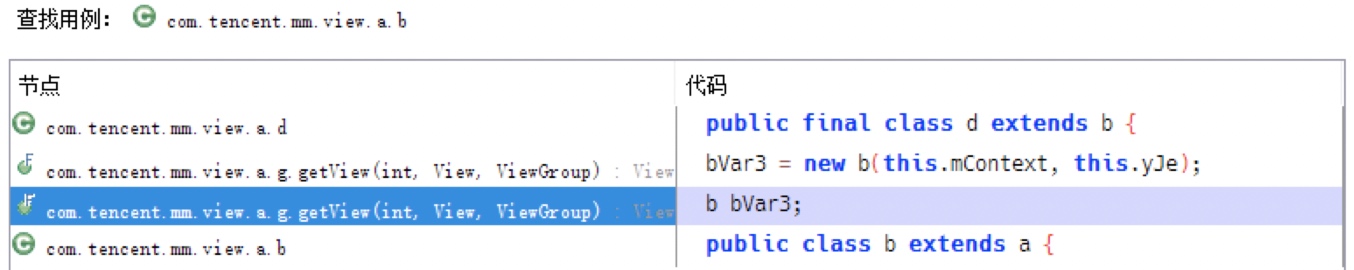 查找用例： com.tencent.mm.view.a.b
节点 代码
com.tencent.mm.view.a.d public final class d extends b {
com.tencent.mm.view.a.g.getView(int, View, ViewGroup) : View bVar3 = new b(this.mContext, this.yJe);
com.tencent.mm.view.a.g.getView(int, View, ViewGroup) : View b bVar3;
com.tencent.mm.view.a.b public class b extends a {